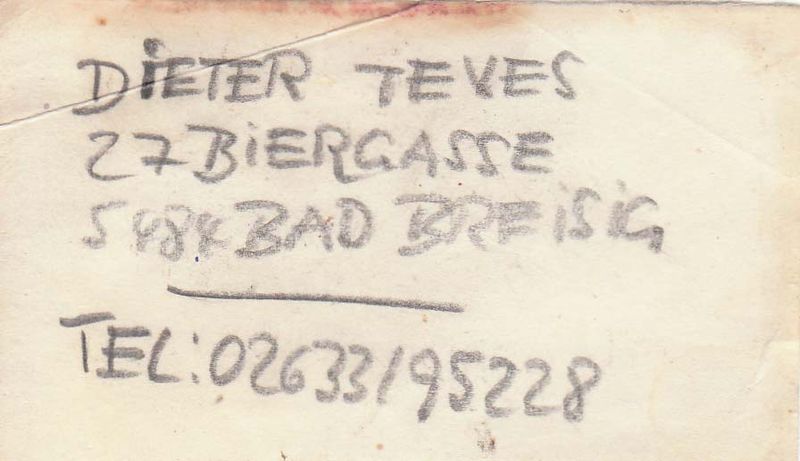 DiETER TEVES
27 BiERGASSE
5484 BAD BREiSiG
TEL: 02633/95228